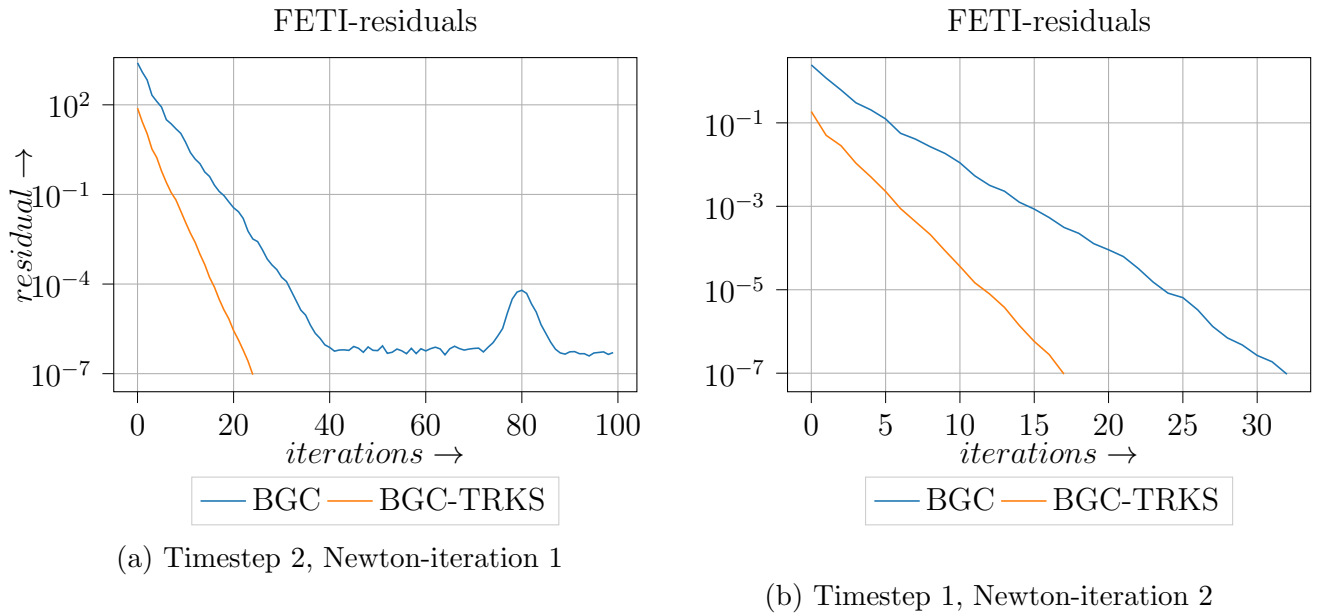 FETI-residuals
10^2
10^-1
10^-4
10^-7
residual →
0 20 40 60 80 100
iterations →
BGC BGC-TRKS
(a) Timestep 2, Newton-iteration 1
FETI-residuals
10^-1
10^-3
10^-5
10^-7
0 5 10 15 20 25 30
iterations →
BGC BGC-TRKS
(b) Timestep 1, Newton-iteration 2